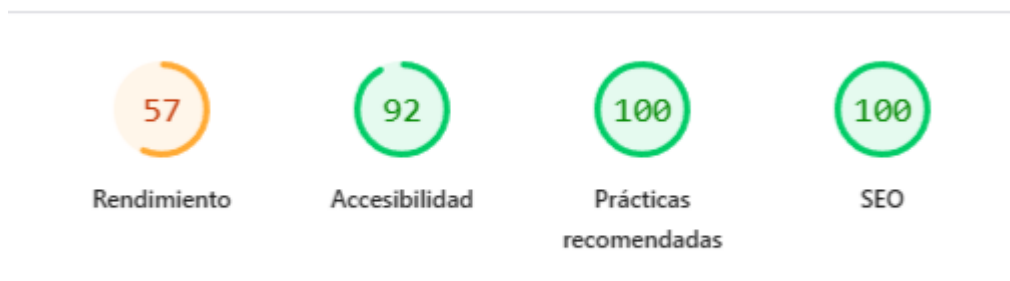 57
92
100
100
Rendimiento
Accesibilidad
Prácticas
recomendadas
SEO